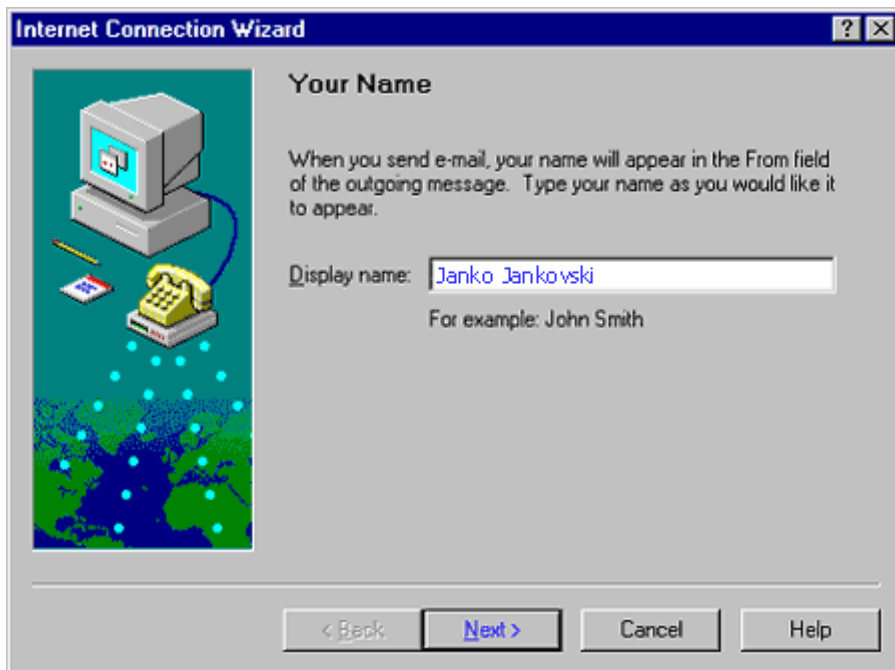 Internet Connection Wizard
Your Name
When you send e-mail, your name will appear in the From field
of the outgoing message. Type your name as you would like it
to appear.
Display name: Janko Jankovski
For example: John Smith
< Back Next > Cancel Help